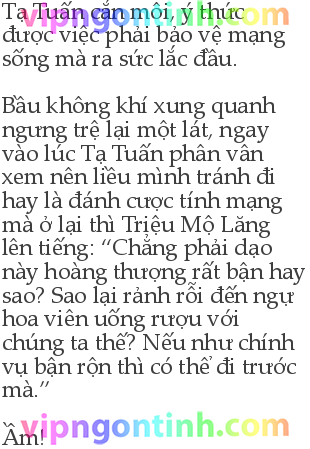 Tạ Tuấn cắn môi, ý thức
được việc phải bảo vệ mạng
sống mà ra sức lắc đầu.
Bầu không khí xung quanh
ngưng trệ lại một lát, ngay
vào lúc Tạ Tuấn phân vân
xem nên liều mình tránh đi
hay là đánh cược tính mạng
mà ở lại thì Triệu Mộ Lăng
lên tiếng: “Chẳng phải dạo
này hoàng thượng rất bận hay
sao? Sao lại rảnh rỗi đến ngự
hoa viên uống rượu với
chúng ta thế? Nếu như chính
vụ bận rộn thì có thể đi trước
mà.”
Ầm!
vipngontinh.com
vipngontinh.com